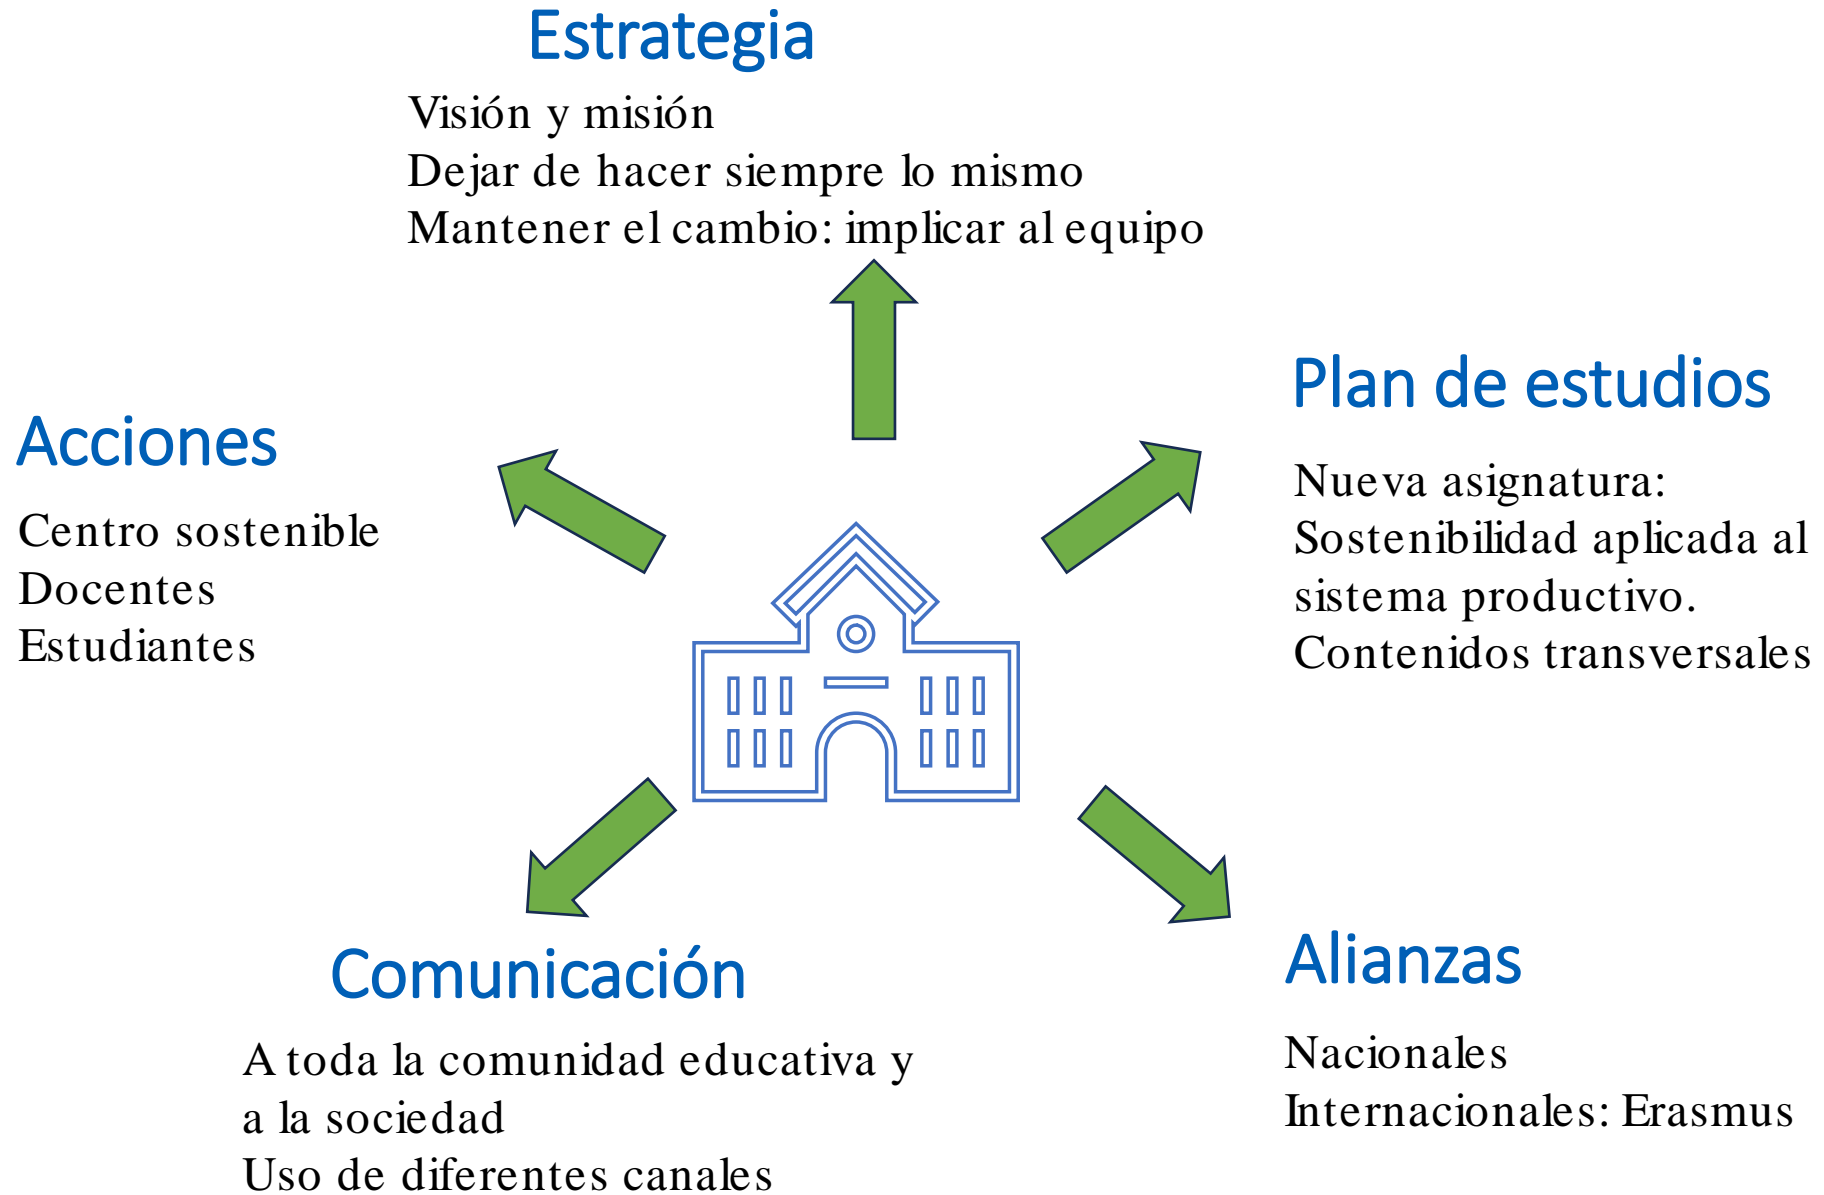 Estrategia
Visión y misión
Dejar de hacer siempre lo mismo
Mantener el cambio: implicar al equipo
Plan de estudios
Nueva asignatura:
Sostenibilidad aplicada al
sistema productivo.
Contenidos transversales
Acciones
Centro sostenible
Docentes
Estudiantes
Comunicación
A toda la comunidad educativa y
a la sociedad
Uso de diferentes canales
Alianzas
Nacionales
Internacionales: Erasmus